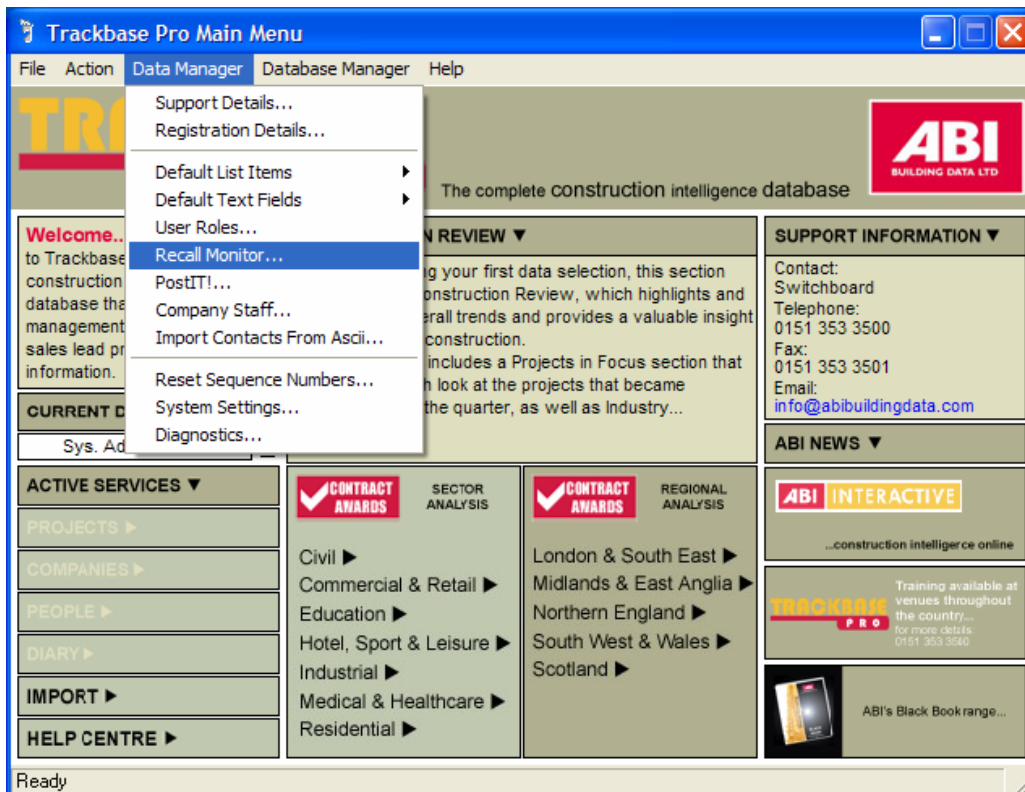 Trackbase Pro Main Menu
File Action Data Manager Database Manager Help
Support Details...
Registration Details...
Default List Items
Default Text Fields
User Roles...
Recall Monitor...
PostIT!...
Company Staff...
Import Contacts From Ascii...
Reset Sequence Numbers...
System Settings...
Diagnostics...
TR
The complete construction intelligence database
ABI
BUILDING DATA LTD
Welcome..
to Trackbase
construction
database tha
management
sales lead pr
information.
CURRENT D
Sys. Ad
N REVIEW ▼
g your first data selection, this section
onstruction Review, which highlights and
erall trends and provides a valuable insight
construction.
includes a Projects in Focus section that
h look at the projects that became
the quarter, as well as Industry...
SUPPORT INFORMATION ▼
Contact:
Switchboard
Telephone:
0151 353 3500
Fax:
0151 353 3501
Email:
info@abibuildingdata.com
ABI NEWS ▼
ABI INTERACTIVE
...construction intelligerce online
TRACKBASE
PRO
Training available at
venues throughout
the country...
for more details:
0151 353 3500
ABI's Black Book range...
ACTIVE SERVICES ▼
PROJECTS ▶
COMPANIES ▶
PEOPLE ▶
DIARY ▶
IMPORT ▶
HELP CENTRE ▶
CONTRACT
AWARDS
SECTOR
ANALYSIS
Civil ▶
Commercial & Retail ▶
Education ▶
Hotel, Sport & Leisure ▶
Industrial ▶
Medical & Healthcare ▶
Residential ▶
CONTRACT
AWARDS
REGIONAL
ANALYSIS
London & South East ▶
Midlands & East Anglia ▶
Northern England ▶
South West & Wales ▶
Scotland ▶
Ready